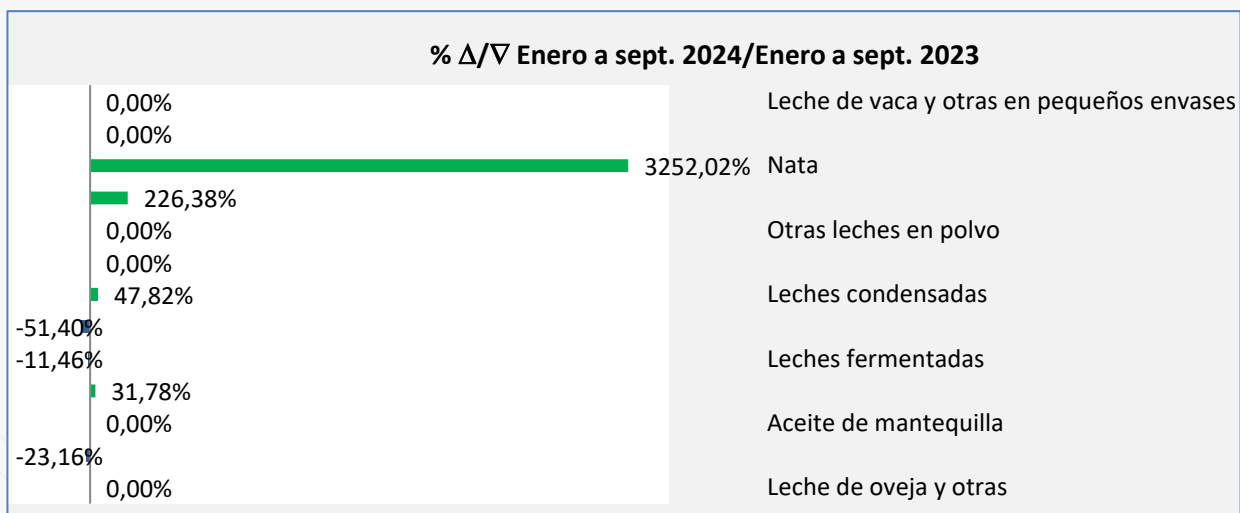 % Δ/∇ Enero a sept. 2024/Enero a sept. 2023
0,00% Leche de vaca y otras en pequeños envases
0,00%
3252,02% Nata
226,38%
0,00% Otras leches en polvo
0,00%
47,82% Leches condensadas
-51,40%
-11,46% Leches fermentadas
31,78%
0,00% Aceite de mantequilla
-23,16%
0,00% Leche de oveja y otras